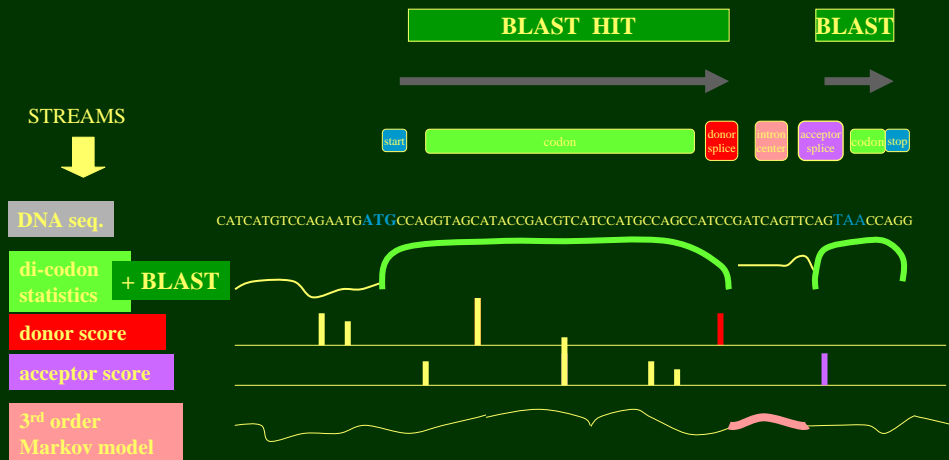 BLAST HIT
BLAST
STREAMS
start
codon
donor
splice
intron
center
acceptor
splice
codon
stop
DNA seq.
CATCATGTCCAGAATGATGCCAGGTAGCATACCGACGTCATCCATGCCAGCCATCCGATCAGTTCAGTAACCAGG
di-codon
statistics
+ BLAST
donor score
acceptor score
3rd order
Markov model